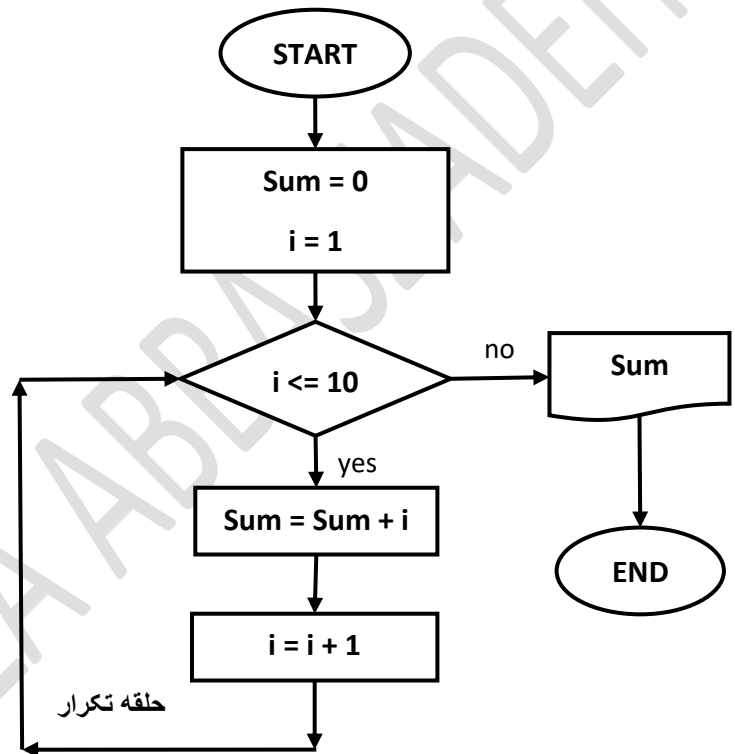 START
Sum = 0
i = 1
i <= 10
no
Sum
yes
Sum = Sum + i
END
i = i + 1
حلقه تکرار